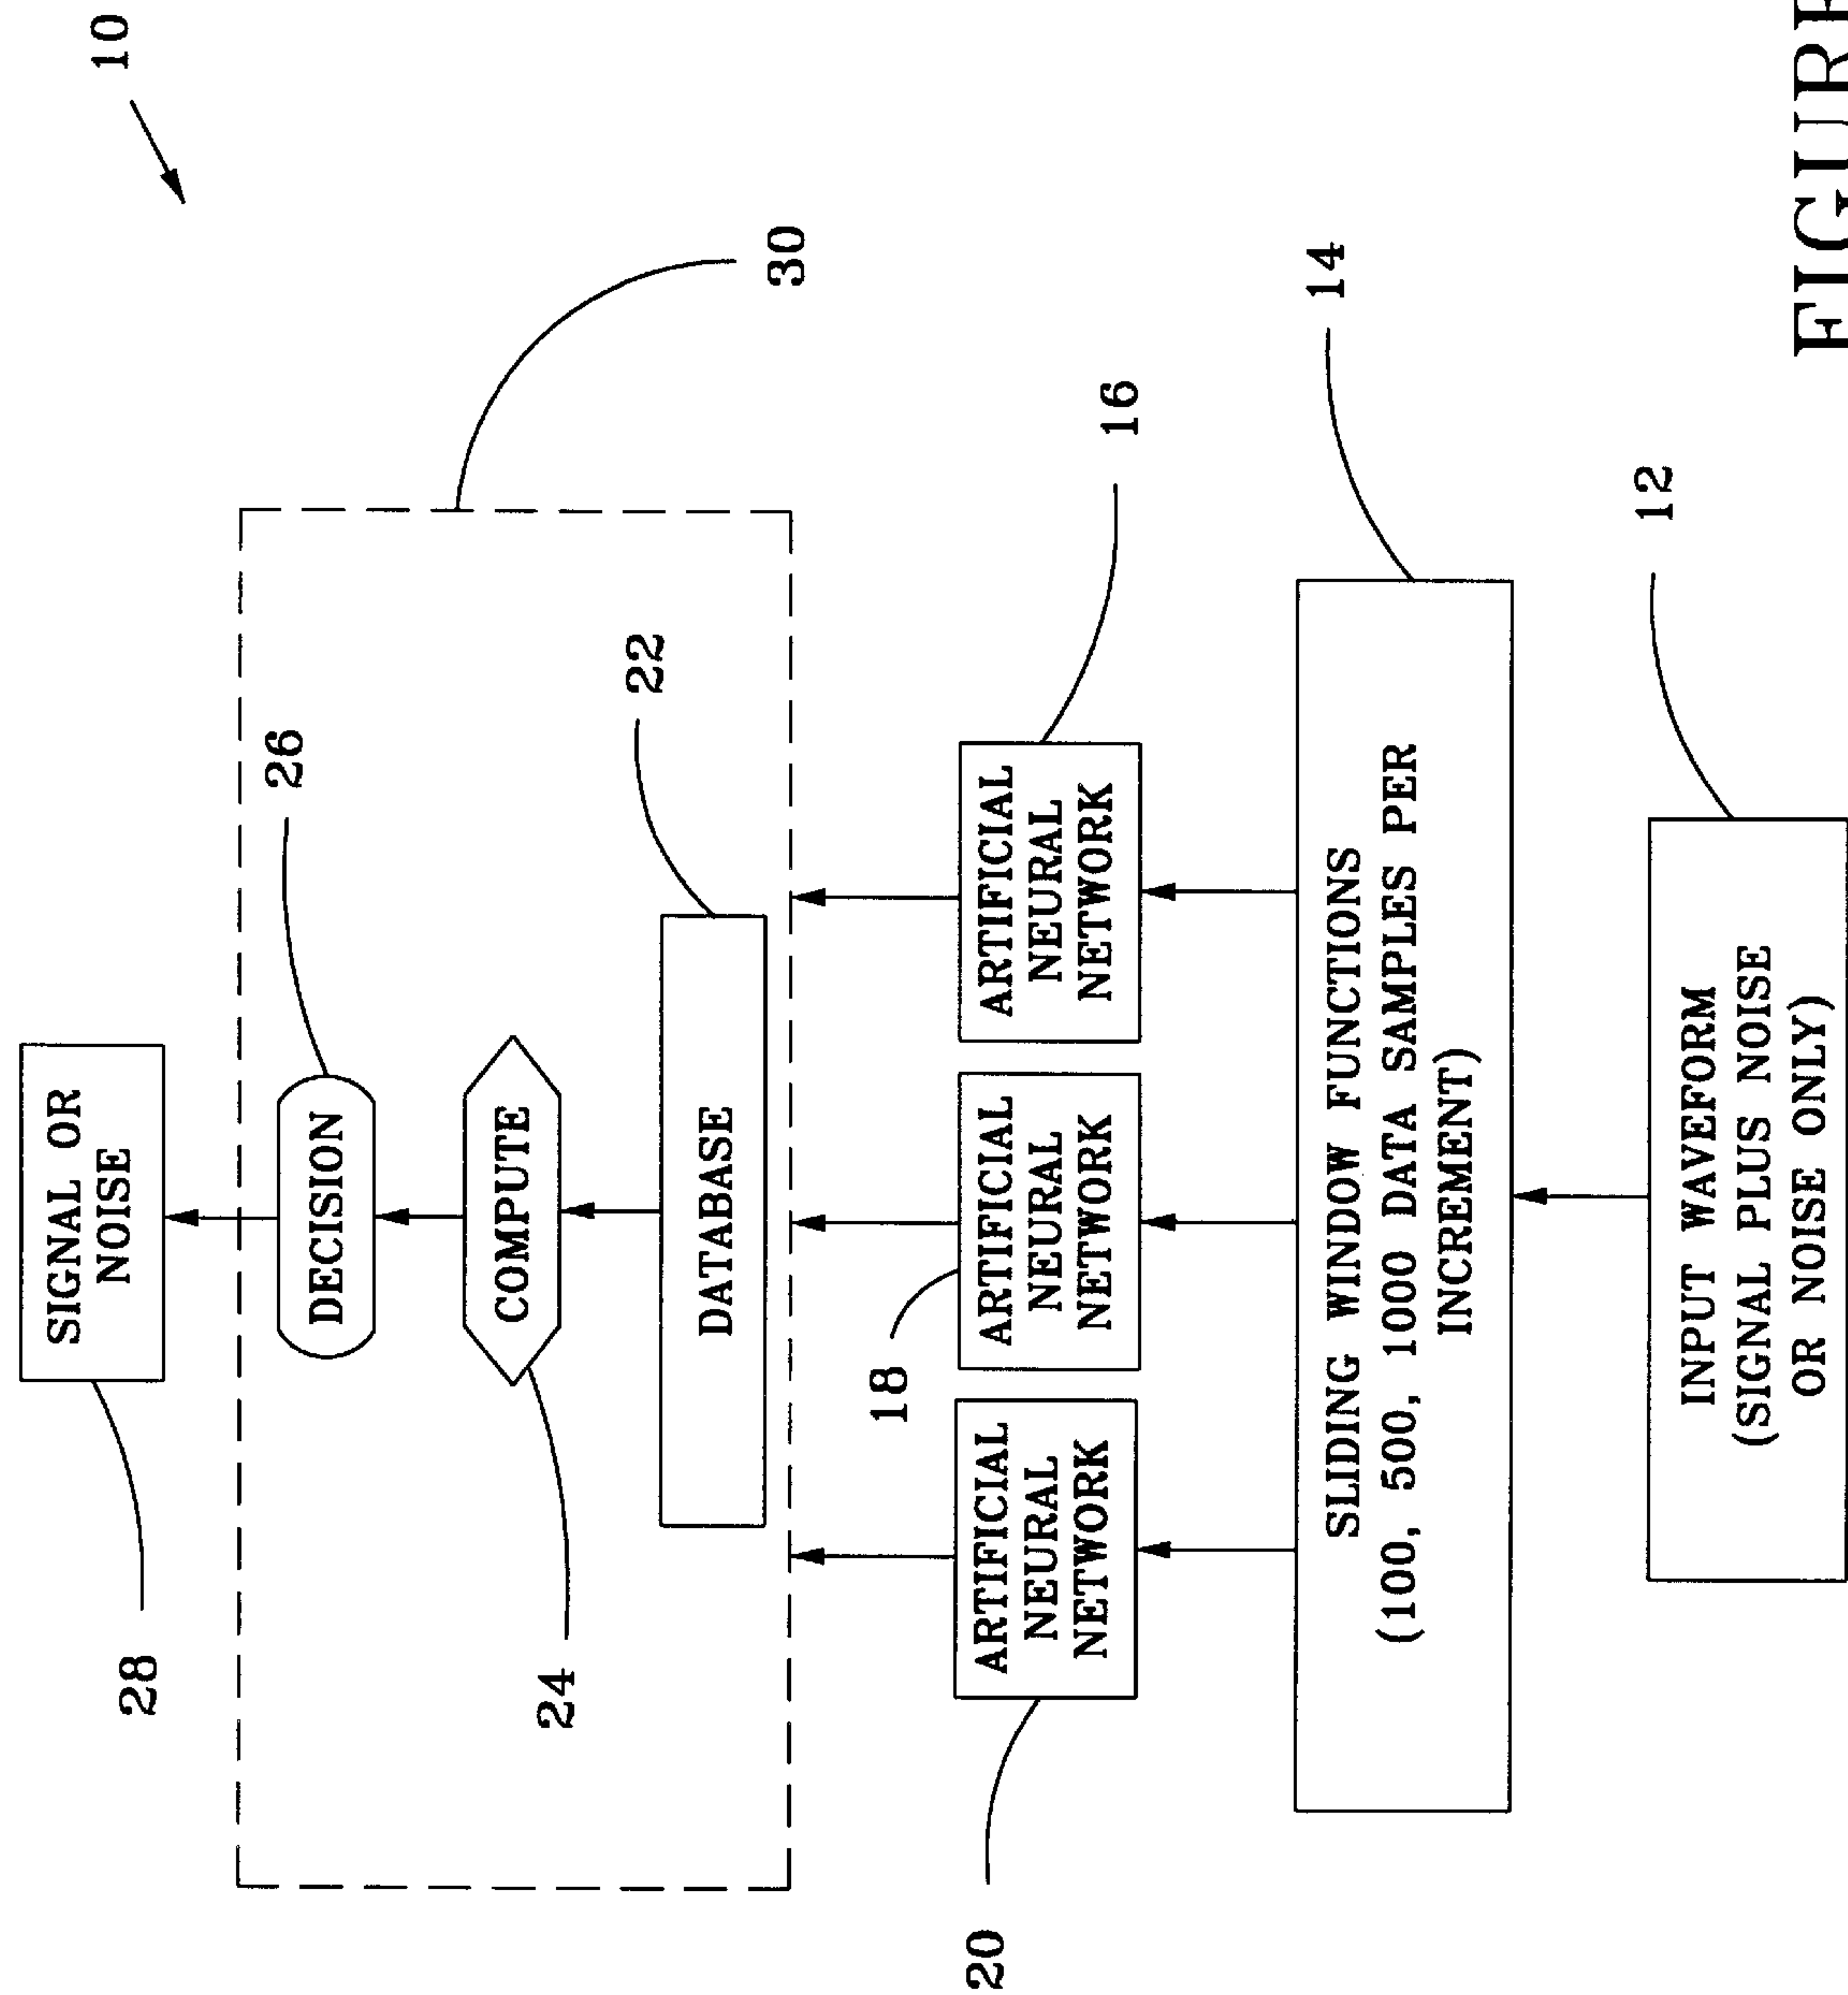 10
SIGNAL OR
NOISE
28
30
26
DECISION
COMPUTE
24
22
DATABASE
ARTIFICIAL
NEURAL
NETWORK
20
ARTIFICIAL
NEURAL
NETWORK
18
ARTIFICIAL
NEURAL
NETWORK
16
SLIDING WINDOW FUNCTIONS
(100, 500, 1000 DATA SAMPLES PER
INCREMENT)
14
INPUT WAVEFORM
(SIGNAL PLUS NOISE
OR NOISE ONLY)
12